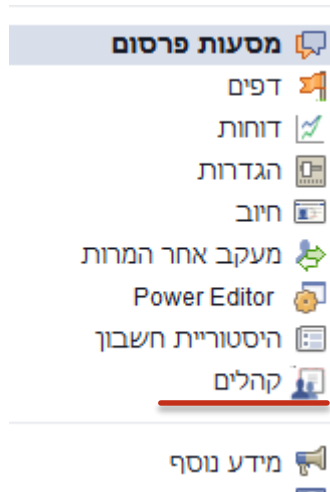 מסעות פרסום
דפים
דוחות
הגדרות
חיוב
מעקב אחר המרות
Power Editor
היסטוריית חשבון
קהלים
מידע נוסף